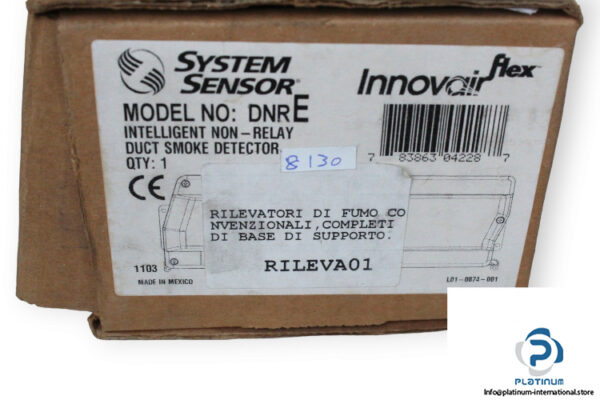 SYSTEM
SENSOR®
Innovair flex™
MODEL NO: DNRE
INTELLIGENT NON-RELAY
DUCT SMOKE DETECTOR
QTY: 1
8130
7 83863 04228 7
CE
RILEVATORI DI FUMO CO
NVENZIONALI,COMPLETI
DI BASE DI SUPPORTO.
RILEVA01
1103
MADE IN MEXICO
L01-0874-001
PLATINUM
Info@platinum-international.store